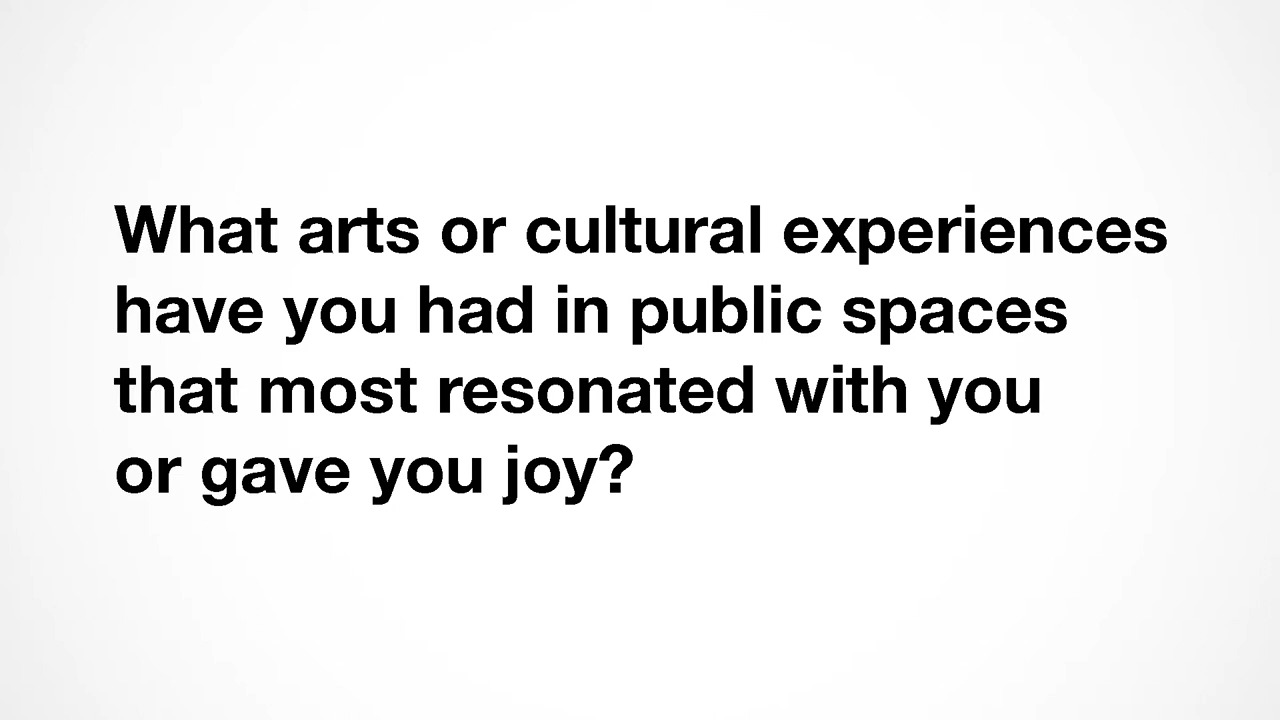 What arts or cultural experiences
have you had in public spaces
that most resonated with you
or gave you joy?